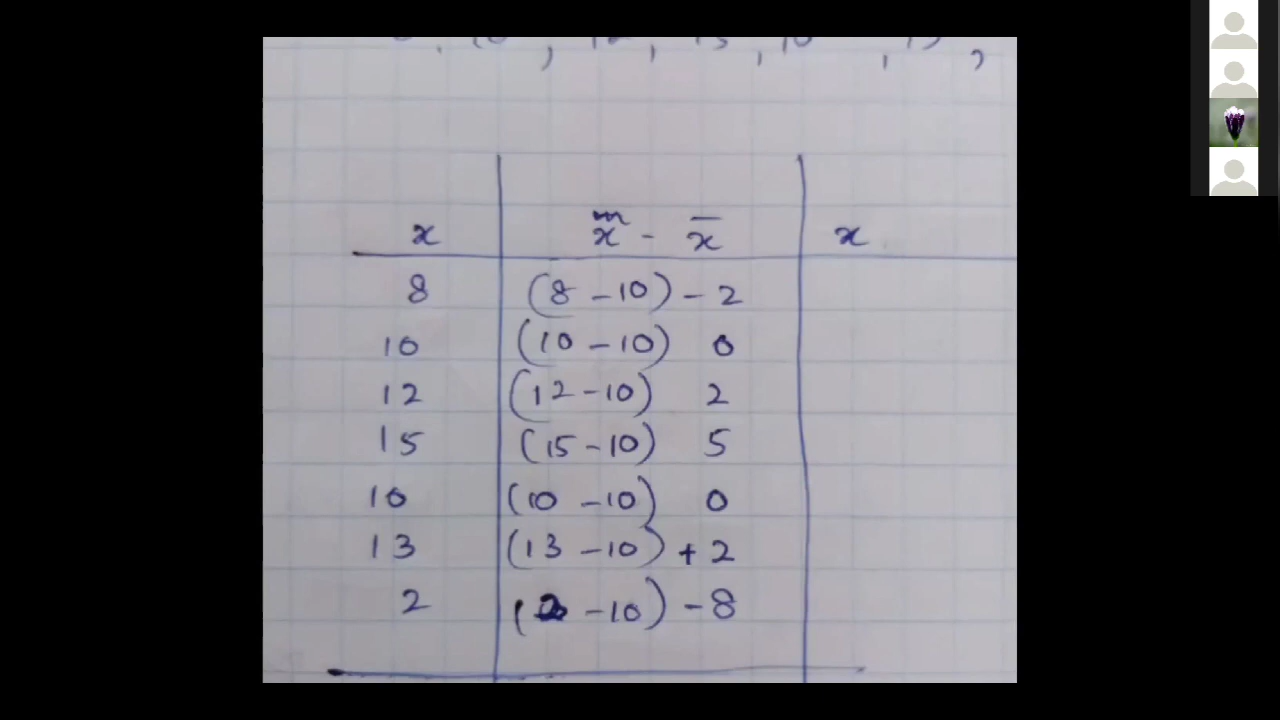 x x - x̄ x
8 (8 - 10) - 2
10 (10 - 10) 0
12 (12 - 10) 2
15 (15 - 10) 5
10 (10 - 10) 0
13 (13 - 10) + 2
2 (2 - 10) - 8